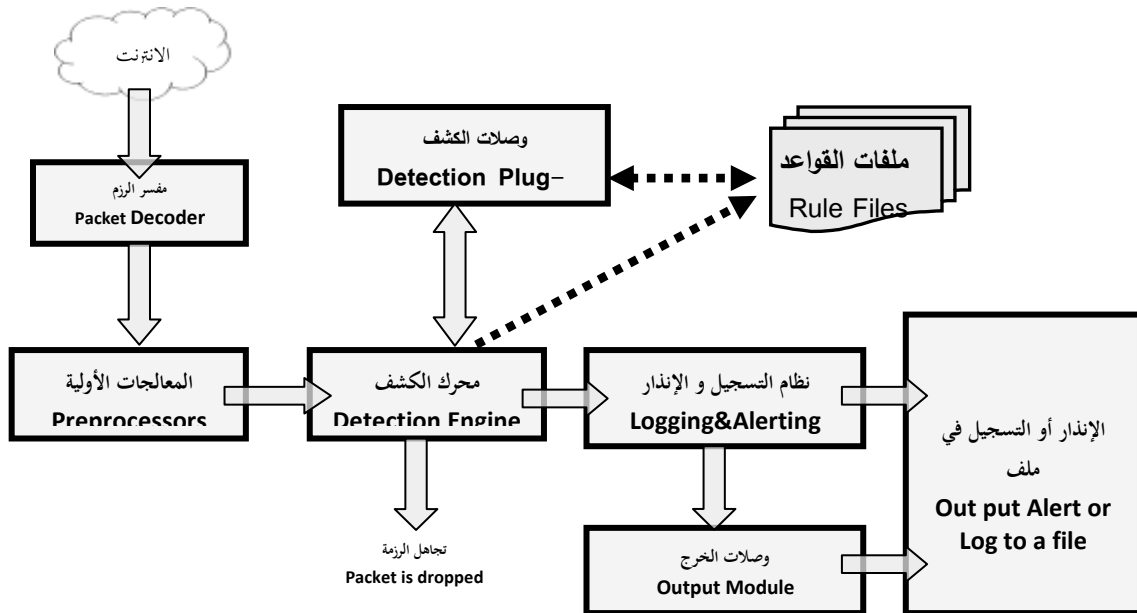 الانترنت
مفسر الرزم
Packet Decoder
وصلات الكشف
Detection Plug–
ملفات القواعد
Rule Files
المعالجات الأولية
Preprocessors
محرك الكشف
Detection Engine
نظام التسجيل و الإنذار
Logging&Alerting
تجاهل الرزمة
Packet is dropped
وصلات الخرج
Output Module
الإنذار أو التسجيل في
ملف
Out put Alert or
Log to a file